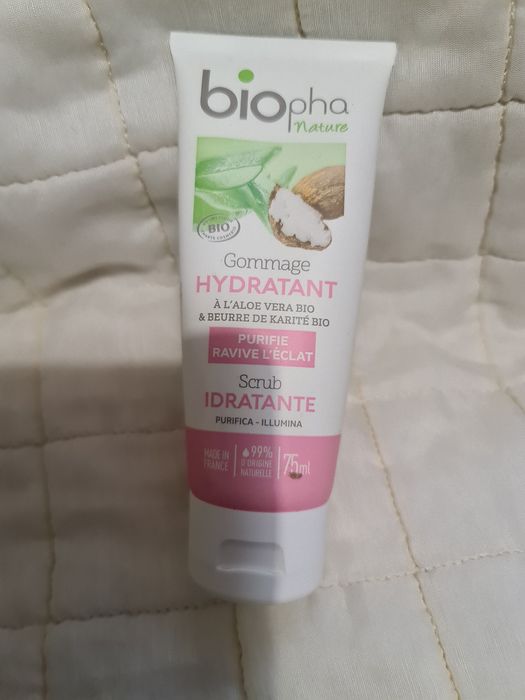 biopha
nature
BIO
Gommage
HYDRATANT
À L'ALOE VERA BIO
& BEURRE DE KARITÉ BIO
PURIFIE
RAVIVE L'ÉCLAT
Scrub
IDRATANTE
PURIFICA - ILLUMINA
MADE IN
FRANCE
99%
D'ORIGINE
NATURELLE
75ml